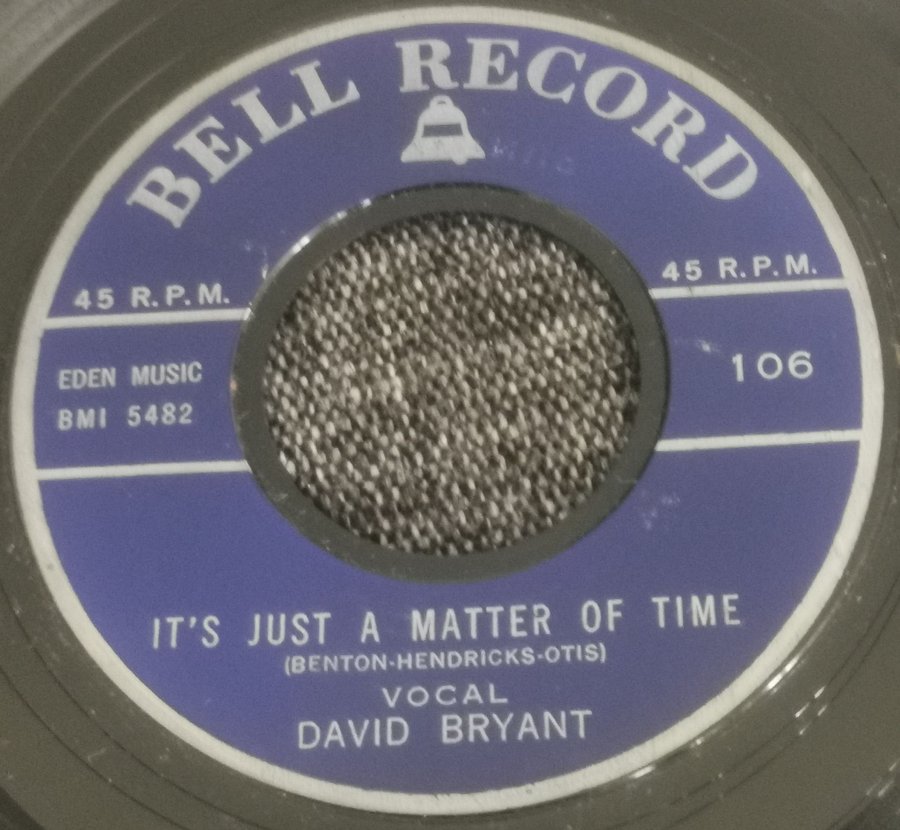 BELL RECORD
45 R.P.M.
45 R.P.M.
EDEN MUSIC
BMI 5482
106
IT'S JUST A MATTER OF TIME
(BENTON-HENDRICKS-OTIS)
VOCAL
DAVID BRYANT